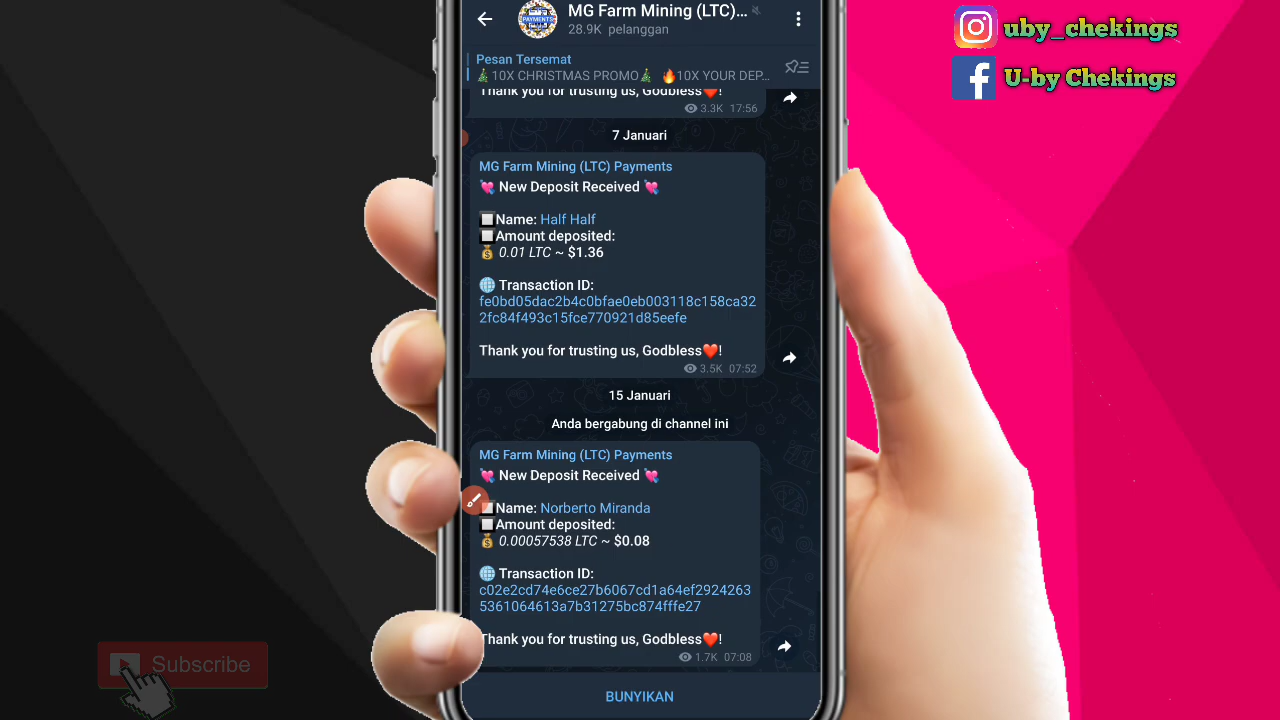 MG Farm Mining (LTC)...
28.9K pelanggan
uby_chekings
U-by Chekings
PAYMENTS
Pesan Tersemat
🎄10X CHRISTMAS PROMO🎄 🔥10X YOUR DEP...
Thank you for trusting us, Godbless❤️!
3.3K 17:56
7 Januari
MG Farm Mining (LTC) Payments
💘 New Deposit Received 💘
⬜Name: Half Half
⬜Amount deposited:
💰 0.01 LTC ~ $1.36
🌐 Transaction ID:
fe0bd05dac2b4c0bfae0eb003118c158ca32
2fc84f493c15fce770921d85eefe
Thank you for trusting us, Godbless❤️!
3.5K 07:52
15 Januari
Anda bergabung di channel ini
MG Farm Mining (LTC) Payments
💘 New Deposit Received 💘
⬜Name: Norberto Miranda
⬜Amount deposited:
💰 0.00057538 LTC ~ $0.08
🌐 Transaction ID:
c02e2cd74e6ce27b6067cd1a64ef2924263
5361064613a7b31275bc874fffe27
Thank you for trusting us, Godbless❤️!
1.7K 07:08
Subscribe
BUNYIKAN